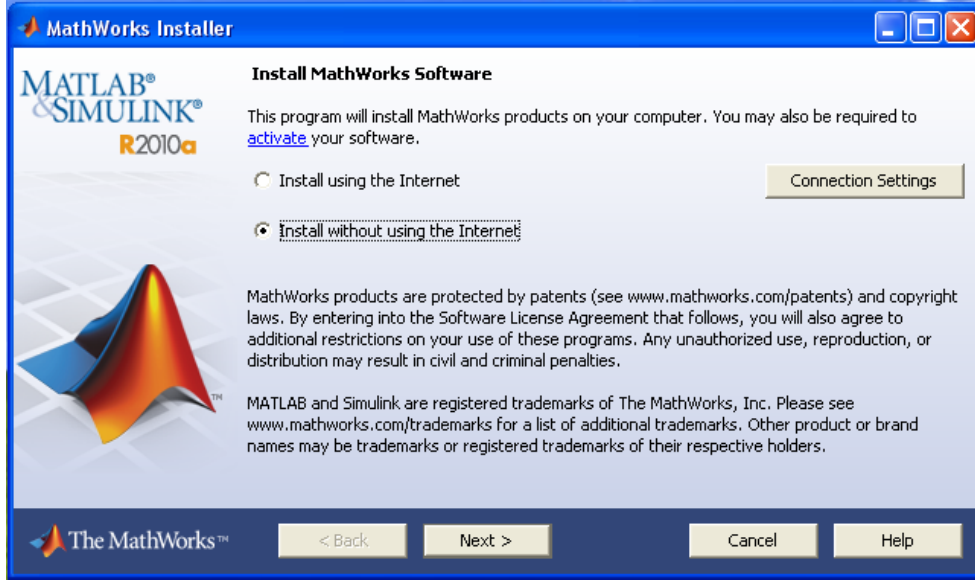 MathWorks Installer
MATLAB®
&SIMULINK®
R2010a
Install MathWorks Software
This program will install MathWorks products on your computer. You may also be required to
activate your software.
Install using the Internet
Connection Settings
Install without using the Internet
MathWorks products are protected by patents (see www.mathworks.com/patents) and copyright
laws. By entering into the Software License Agreement that follows, you will also agree to
additional restrictions on your use of these programs. Any unauthorized use, reproduction, or
distribution may result in civil and criminal penalties.
TM
MATLAB and Simulink are registered trademarks of The MathWorks, Inc. Please see
www.mathworks.com/trademarks for a list of additional trademarks. Other product or brand
names may be trademarks or registered trademarks of their respective holders.
The MathWorks™
< Back
Next >
Cancel
Help